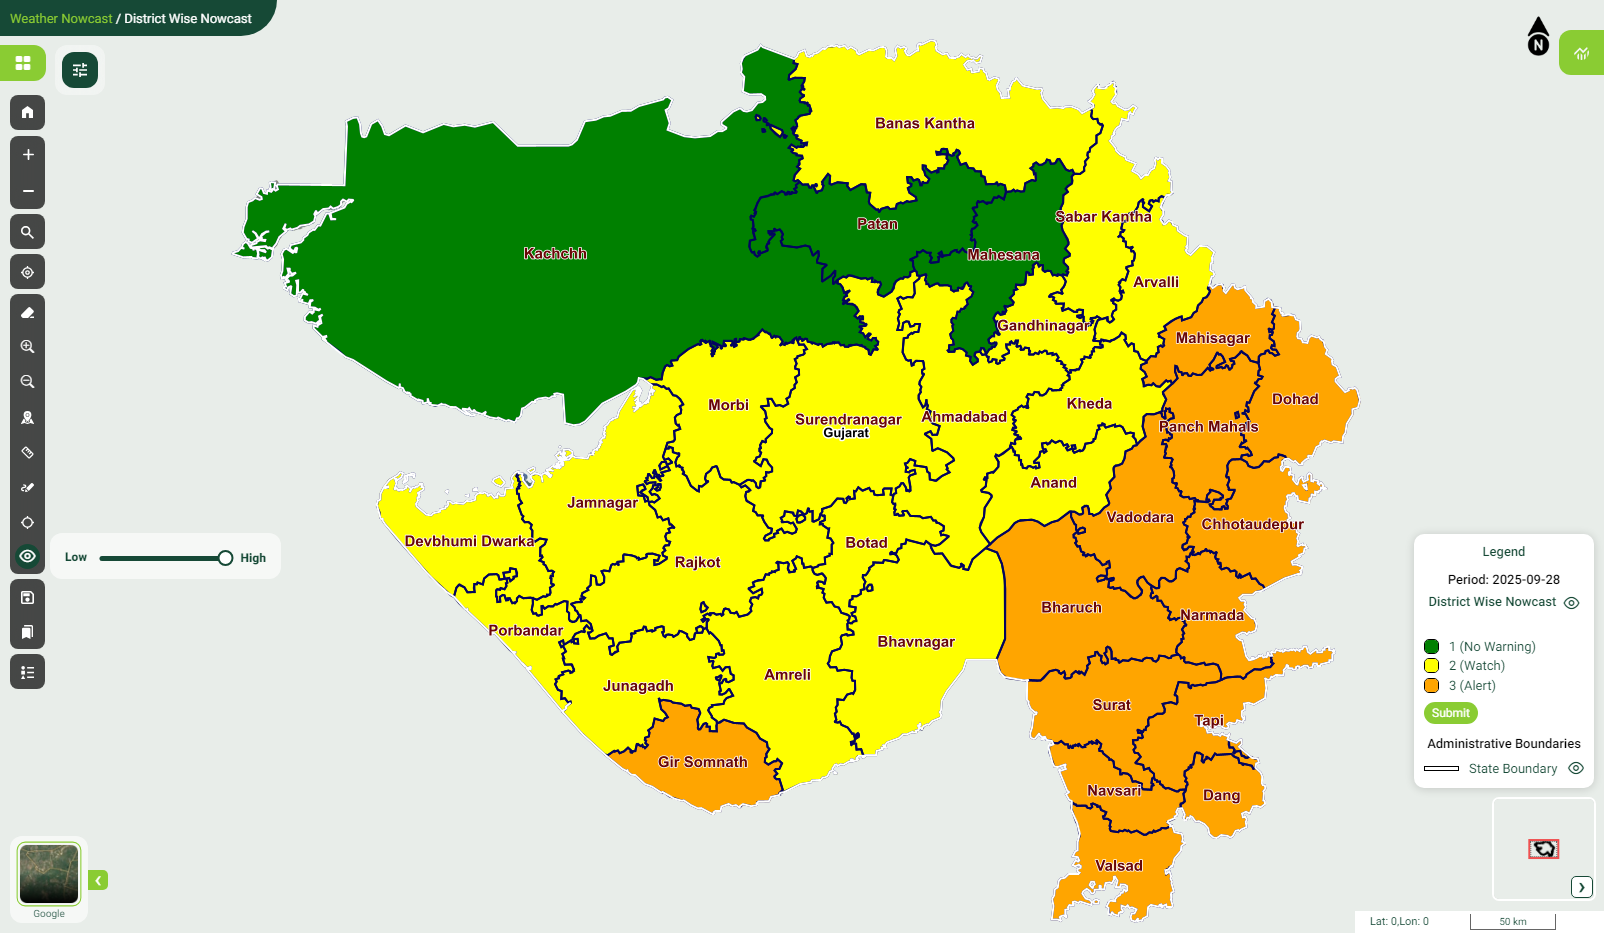 Weather Nowcast / District Wise Nowcast
N
Banas Kantha
Patan
Sabar Kantha
Kachchh
Mahesana
Arvalli
Gandhinagar
Mahisagar
Morbi
Kheda
Dohad
Surendranagar
Ahmadabad
Gujarat
Panch Mahals
Anand
Jamnagar
Vadodara
Chhotaudepur
Devbhumi Dwarka
Botad
Rajkot
Low
High
Bharuch
Narmada
Porbandar
Bhavnagar
Amreli
Junagadh
Surat
Tapi
Gir Somnath
Navsari
Dang
Valsad
Legend
Period: 2025-09-28
District Wise Nowcast
1 (No Warning)
2 (Watch)
3 (Alert)
Submit
Administrative Boundaries
State Boundary
Google
Lat: 0,Lon: 0
50 km